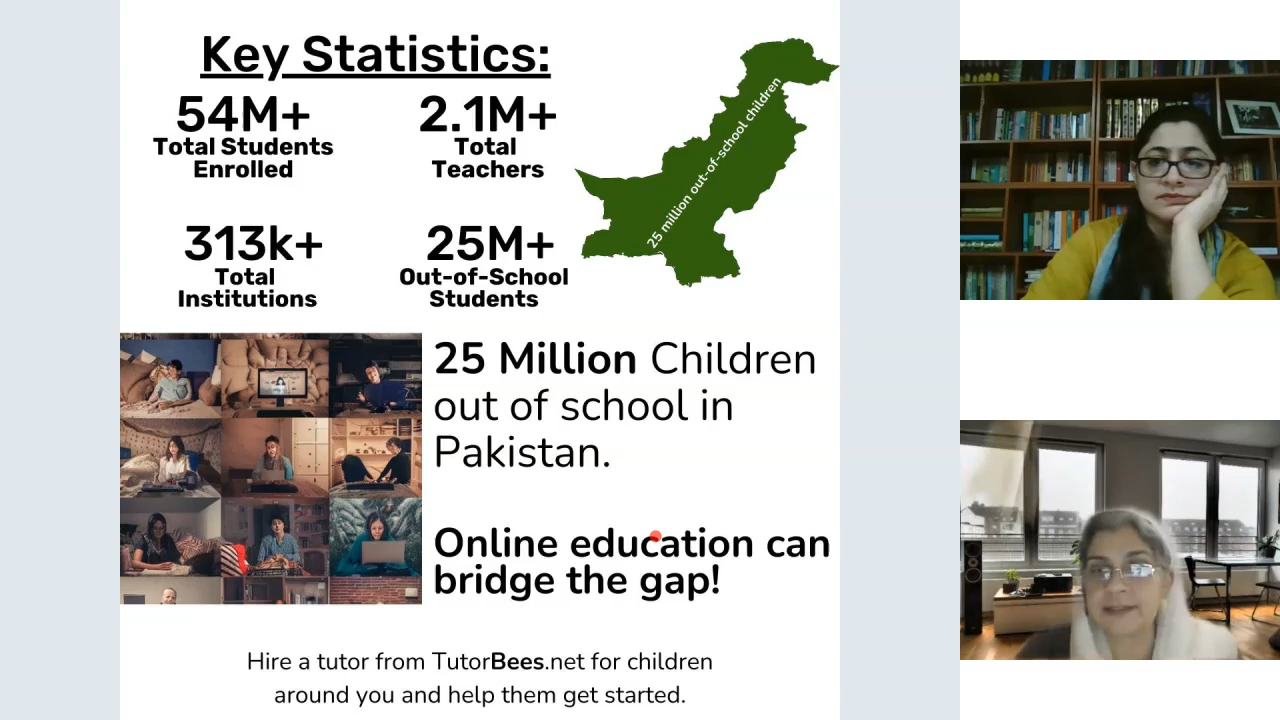 Key Statistics:
54M+
Total Students
Enrolled
2.1M+
Total
Teachers
313k+
Total
Institutions
25M+
Out-of-School
Students
25 million out-of-school children
25 Million Children
out of school in
Pakistan.
Online education can
bridge the gap!
Hire a tutor from TutorBees.net for children
around you and help them get started.